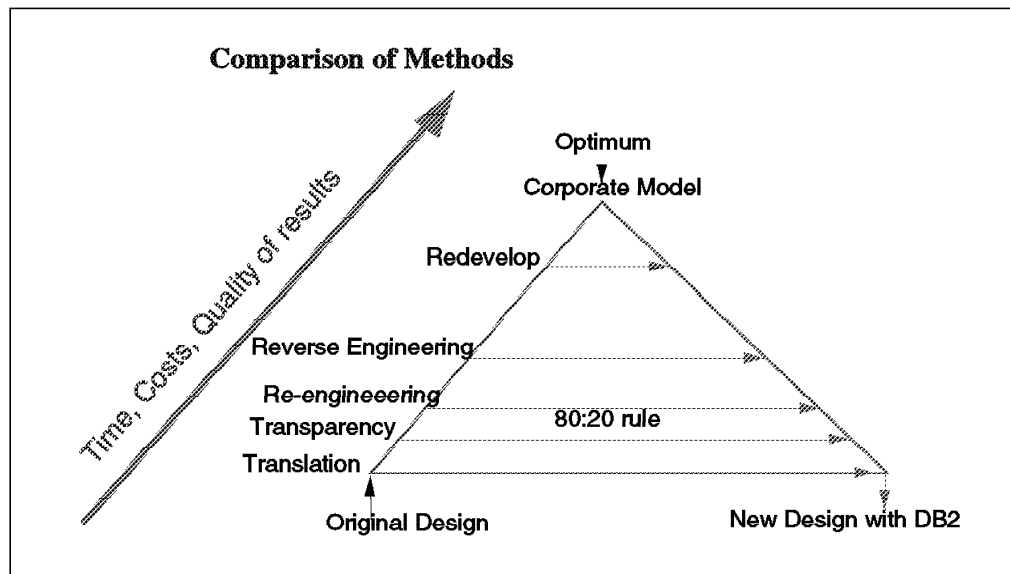 Comparison of Methods
Time, Costs, Quality of results
Optimum
Corporate Model
Redevelop
Reverse Engineering
Re-engineeering
80:20 rule
Transparency
Translation
Original Design
New Design with DB2